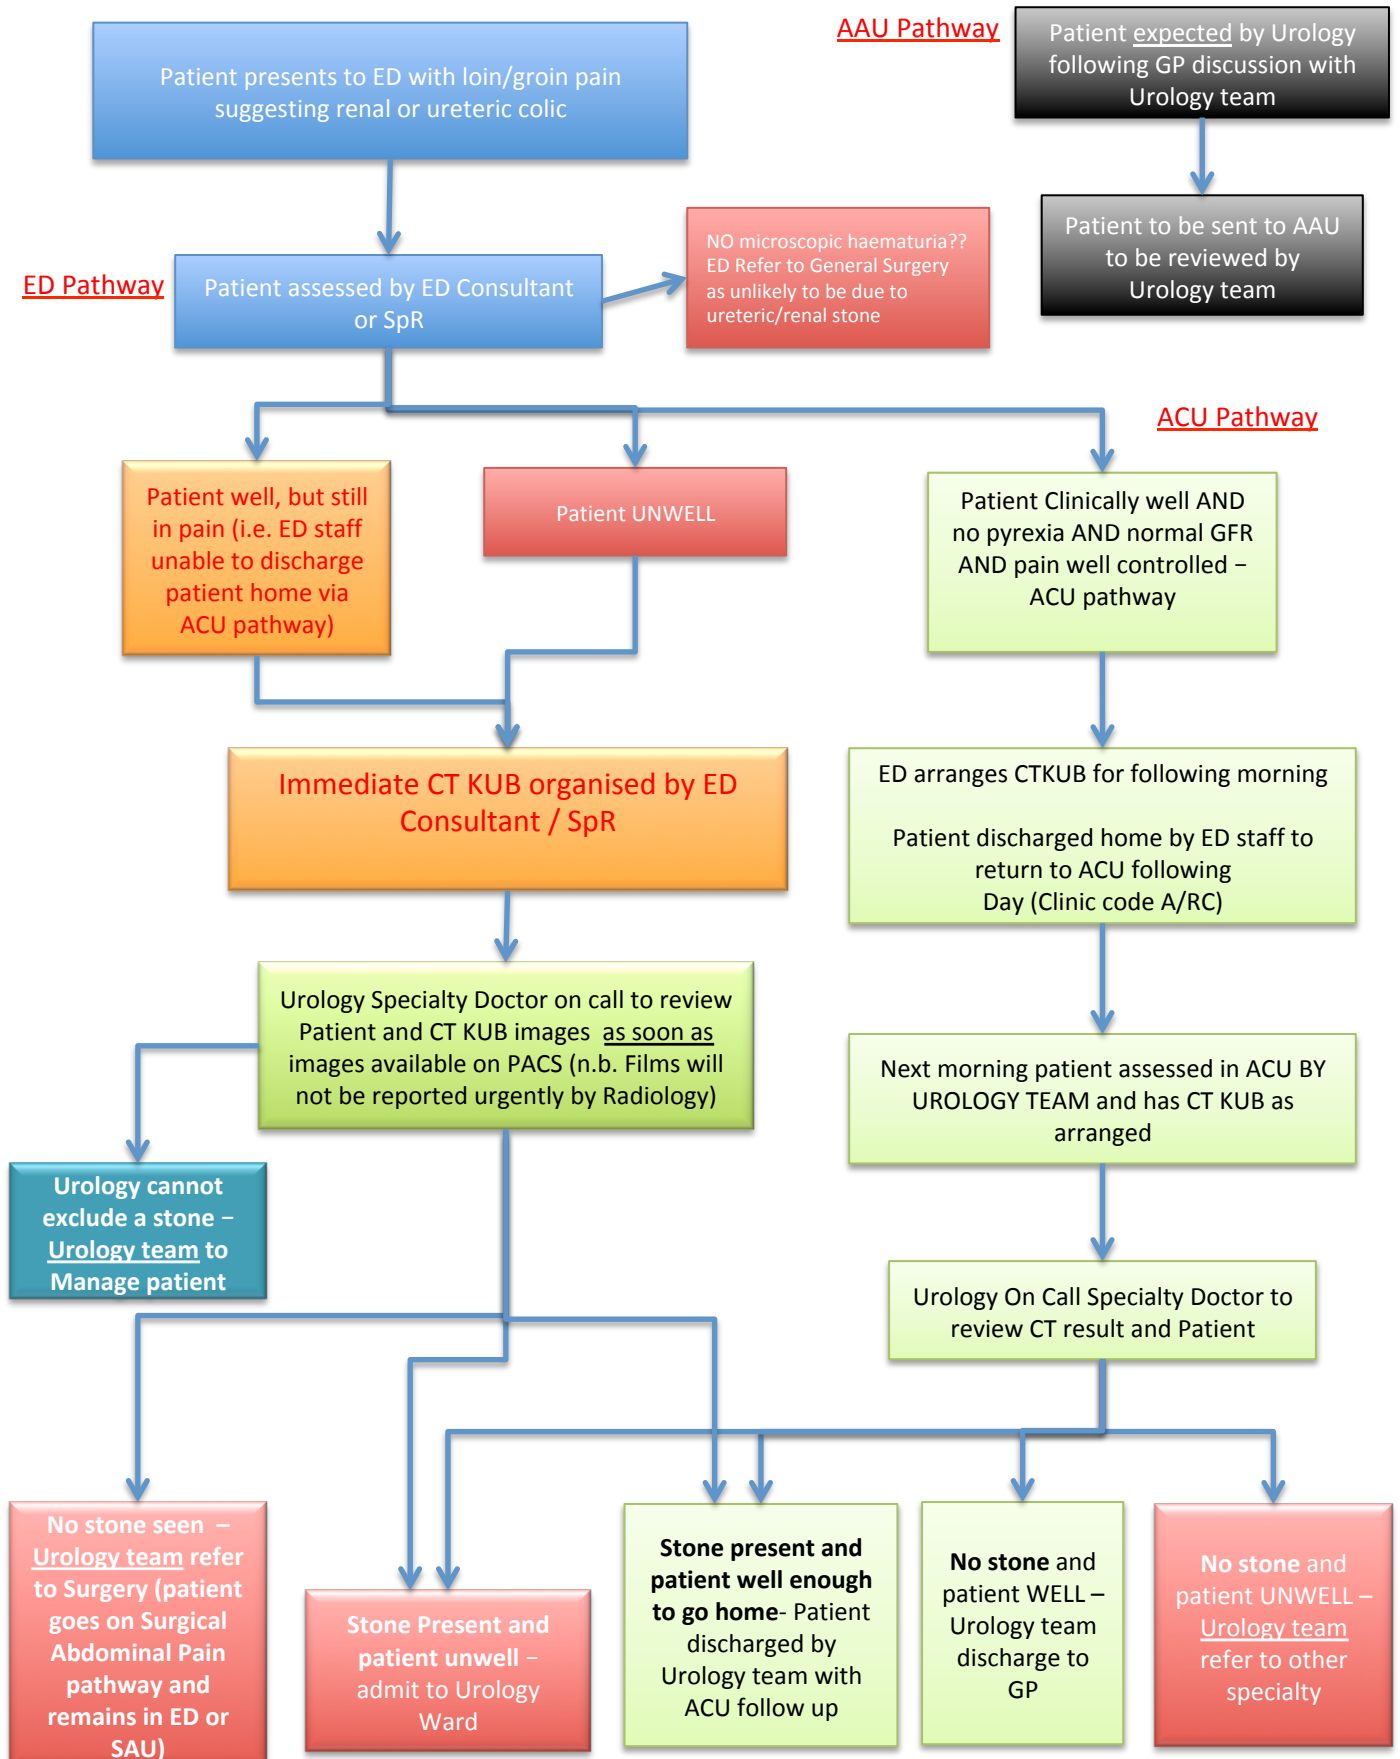 AAU Pathway
Patient expected by Urology
following GP discussion with
Urology team
Patient presents to ED with loin/groin pain
suggesting renal or ureteric colic
Patient to be sent to AAU
to be reviewed by
Urology team
NO microscopic haematuria??
ED Refer to General Surgery
as unlikely to be due to
ureteric/renal stone
ED Pathway
Patient assessed by ED Consultant
or SpR
ACU Pathway
Patient well, but still
in pain (i.e. ED staff
unable to discharge
patient home via
ACU pathway)
Patient UNWELL
Patient Clinically well AND
no pyrexia AND normal GFR
AND pain well controlled –
ACU pathway
Immediate CT KUB organised by ED
Consultant / SpR
ED arranges CTKUB for following morning
Patient discharged home by ED staff to
return to ACU following
Day (Clinic code A/RC)
Urology Specialty Doctor on call to review
Patient and CT KUB images as soon as
images available on PACS (n.b. Films will
not be reported urgently by Radiology)
Next morning patient assessed in ACU BY
UROLOGY TEAM and has CT KUB as
arranged
Urology cannot
exclude a stone –
Urology team to
Manage patient
Urology On Call Specialty Doctor to
review CT result and Patient
No stone seen –
Urology team refer
to Surgery (patient
goes on Surgical
Abdominal Pain
pathway and
remains in ED or
SAU)
Stone Present and
patient unwell –
admit to Urology
Ward
Stone present and
patient well enough
to go home- Patient
discharged by
Urology team with
ACU follow up
No stone and
patient WELL –
Urology team
discharge to
GP
No stone and
patient UNWELL –
Urology team
refer to other
specialty